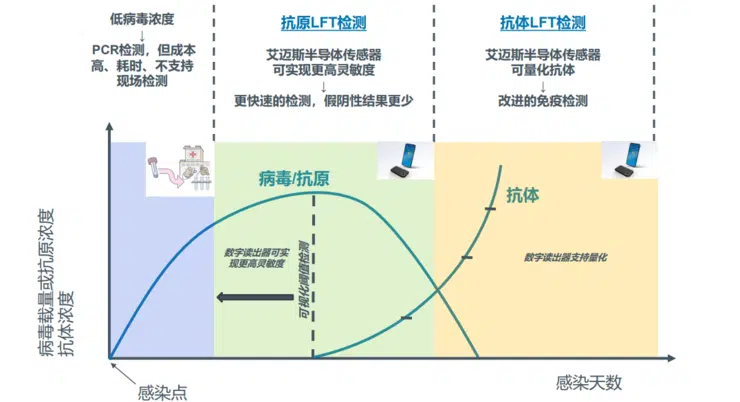 低病毒浓度
PCR检测，但成本
高、耗时、不支持
现场检测
抗原LFT检测
艾迈斯半导体传感器
可实现更高灵敏度
更快速的检测，假阴性结果更少
抗体LFT检测
艾迈斯半导体传感器
可量化抗体
改进的免疫检测
病毒/抗原
抗体
数字读出器可实
现更高灵敏度
可视化阈值检测
数字读出器支持量化
病毒载量或抗原浓度
抗体浓度
感染点
感染天数